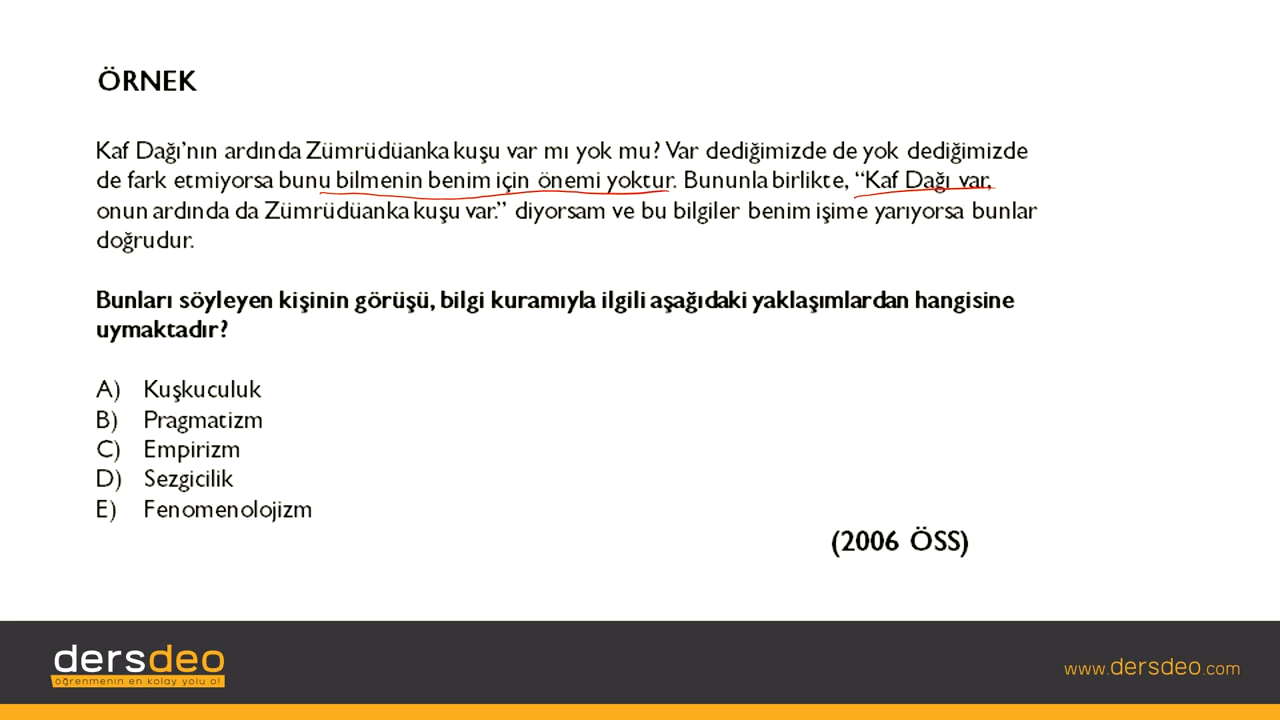 ÖRNEK
Kaf Dağı’nın ardında Zümrüdüanka kuşu var mı yok mu? Var dediğimizde de yok dediğimizde
de fark etmiyorsa bunu bilmenin benim için önemi yoktur. Bununla birlikte, “Kaf Dağı var,
onun ardında da Zümrüdüanka kuşu var.” diyorsam ve bu bilgiler benim işime yarıyorsa bunlar
doğrudur.
Bunları söyleyen kişinin görüşü, bilgi kuramıyla ilgili aşağıdaki yaklaşımlardan hangisine
uymaktadır?
A) Kuşkuculuk
B) Pragmatizm
C) Empirizm
D) Sezgicilik
E) Fenomenolojizm
(2006 ÖSS)
dersdeo
öğrenmenin en kolay yolu o!
www.dersdeo.com